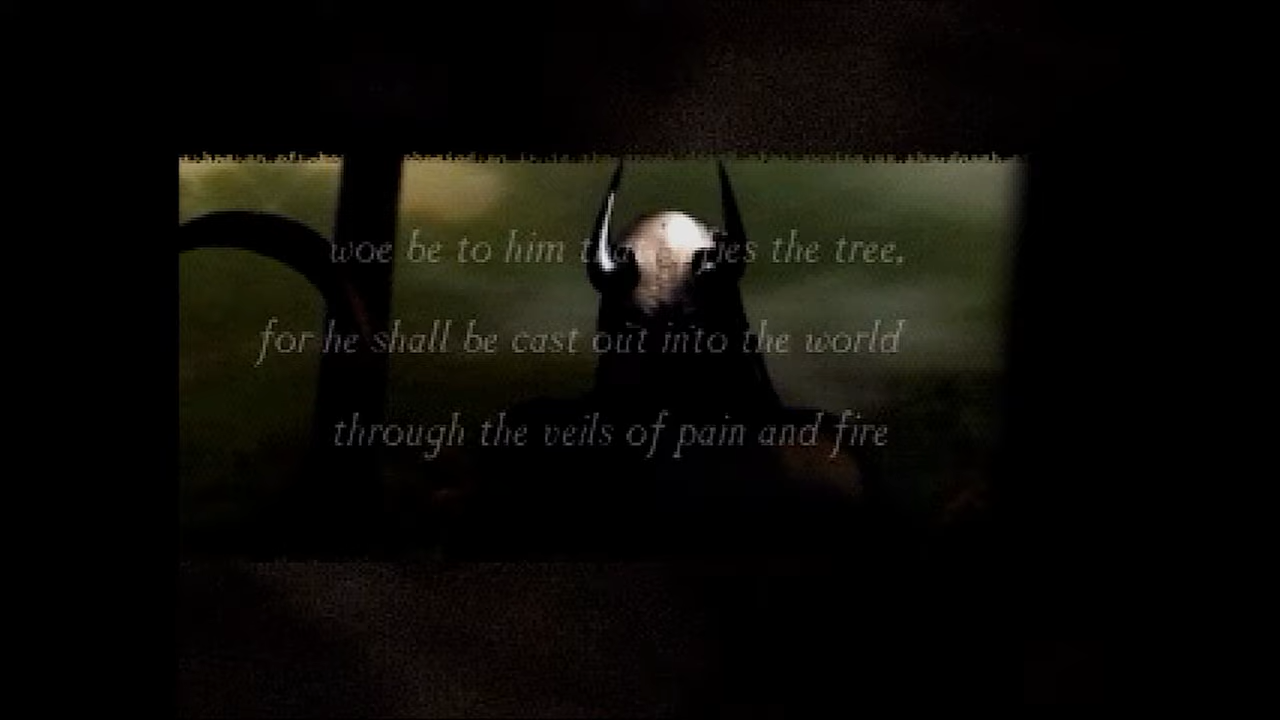 woe be to him the tree,
for he shall be cast out into the world
through the veils of pain and fire